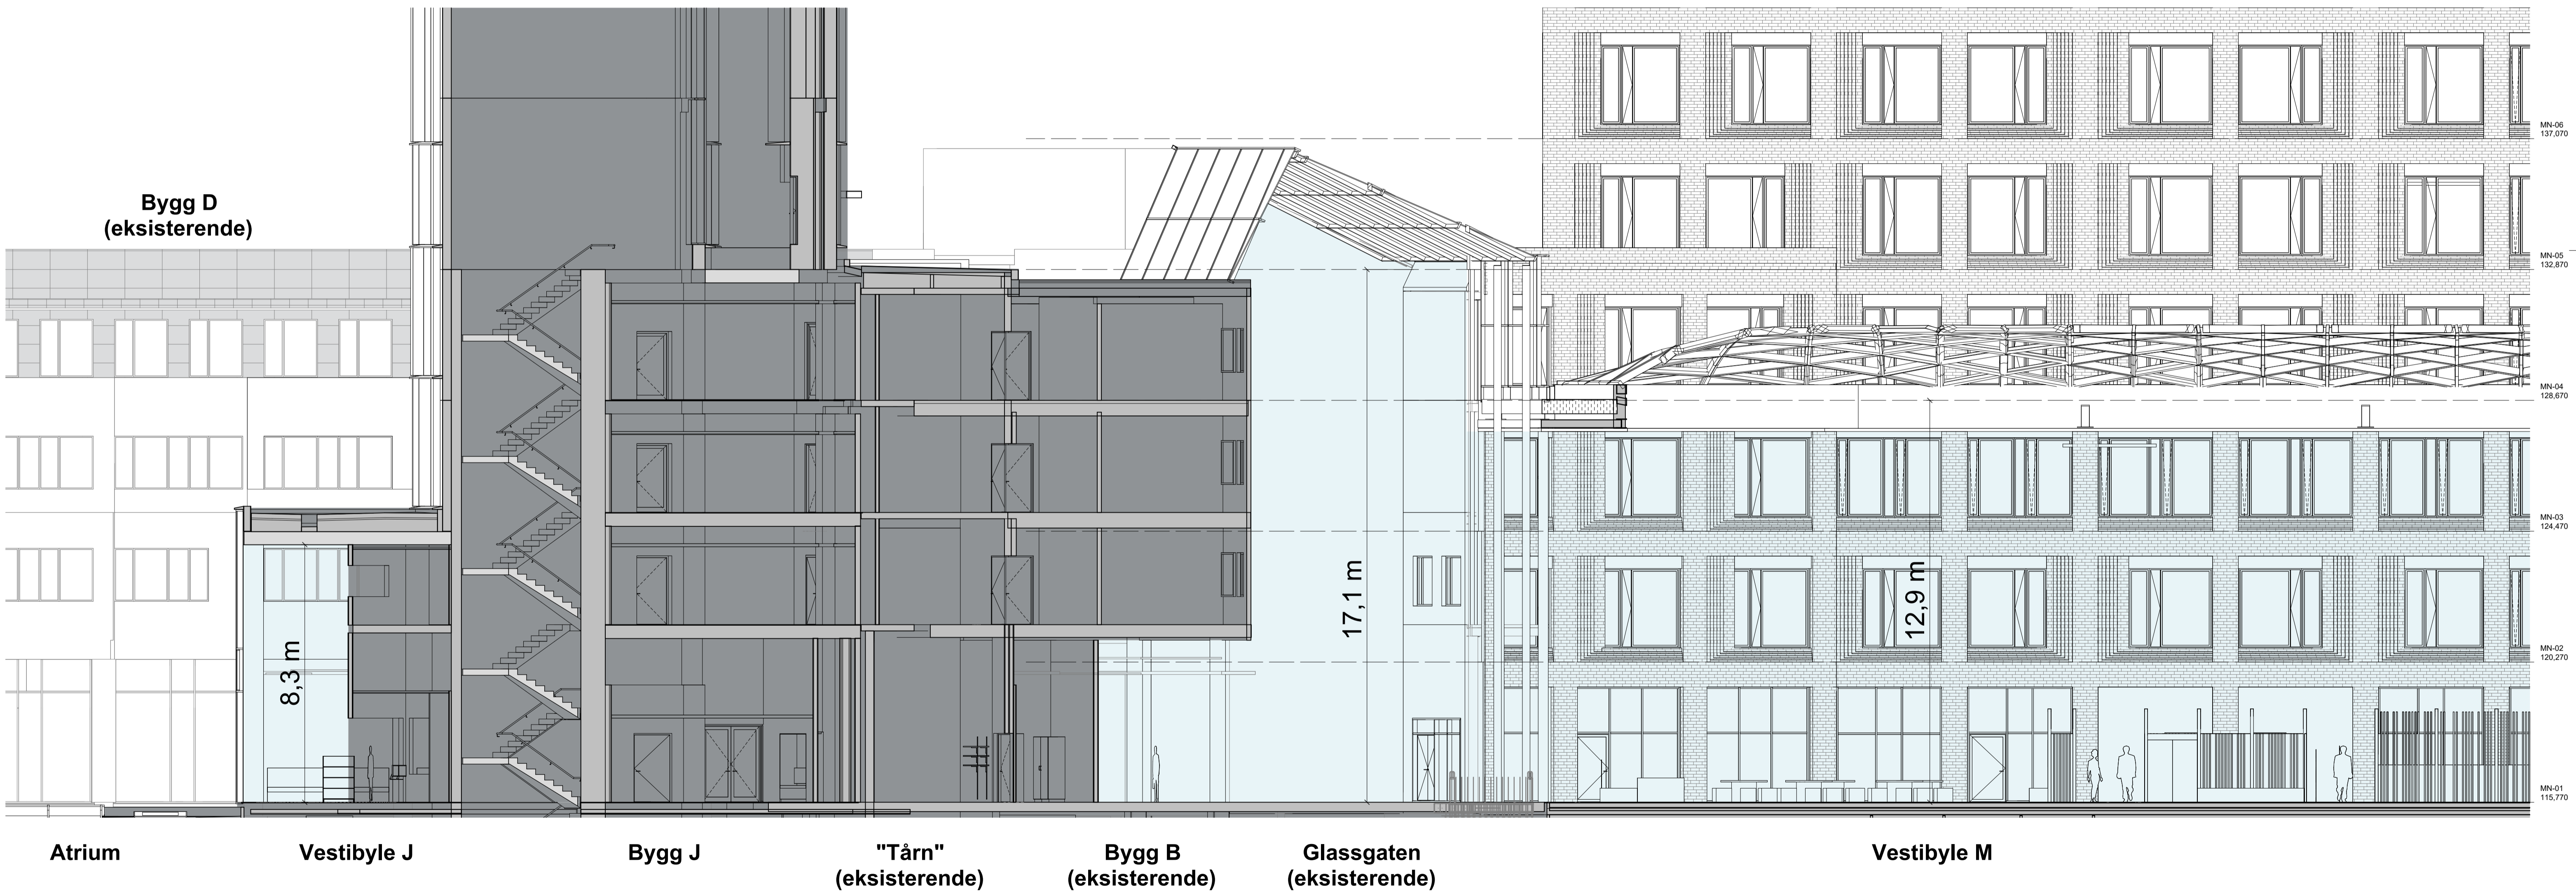 Bygg D
(eksisterende)
MN-06
137,070
MN-05
132,870
MN-04
128,670
MN-03
124,470
MN-02
120,270
MN-01
115,770
8,3 m
17,1 m
12,9 m
Atrium
Vestibyle J
Bygg J
"Tårn"
(eksisterende)
Bygg B
(eksisterende)
Glassgaten
(eksisterende)
Vestibyle M